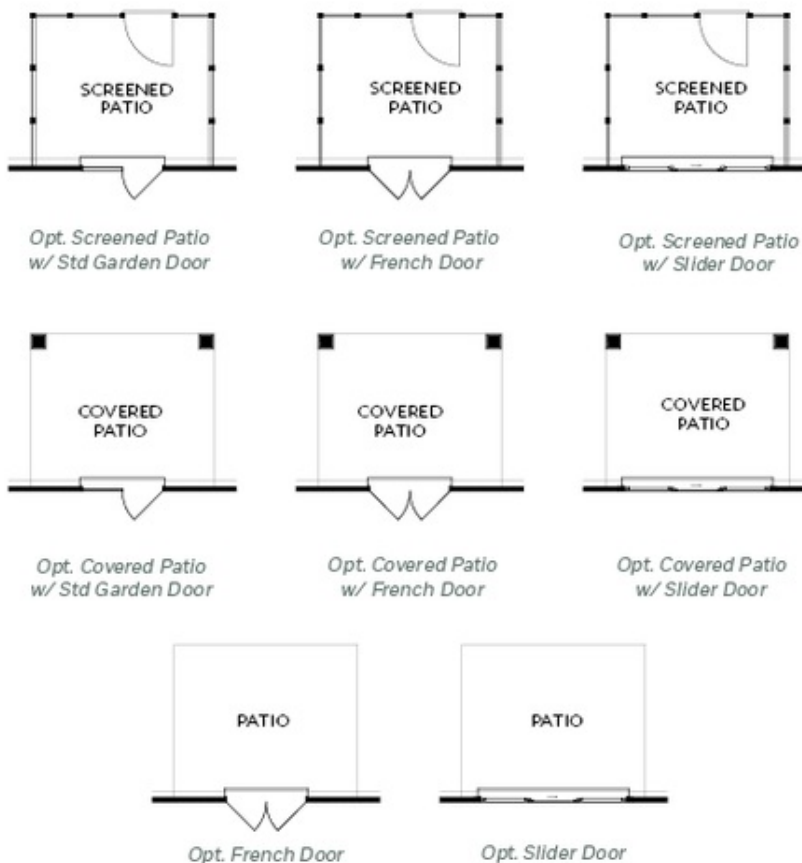 SCREENED
PATIO
SCREENED
PATIO
SCREENED
PATIO
Opt. Screened Patio
w/ Std Garden Door
Opt. Screened Patio
w/ French Door
Opt. Screened Patio
w/ Slider Door
COVERED
PATIO
COVERED
PATIO
COVERED
PATIO
Opt. Covered Patio
w/ Std Garden Door
Opt. Covered Patio
w/ French Door
Opt. Covered Patio
w/ Slider Door
PATIO
PATIO
Opt. French Door
Opt. Slider Door